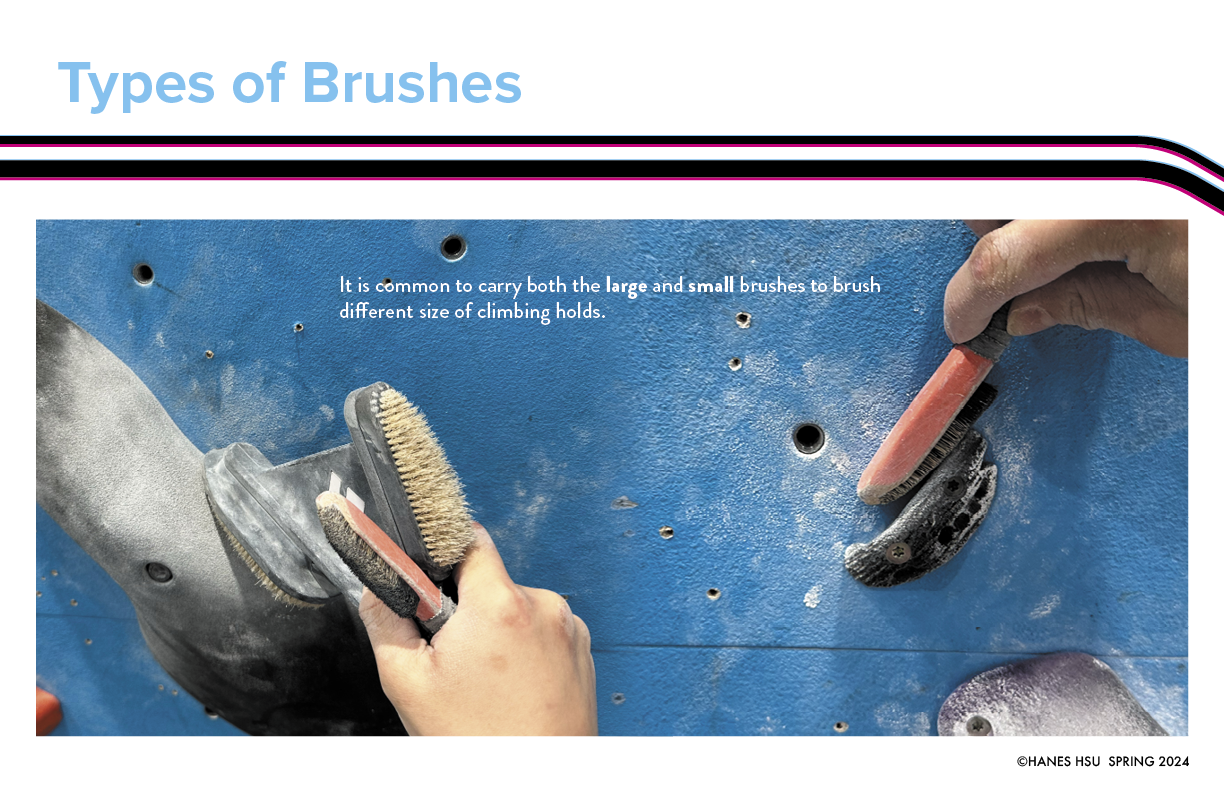 Types of Brushes
It is common to carry both the large and small brushes to brush
different size of climbing holds.
©HANES HSU SPRING 2024